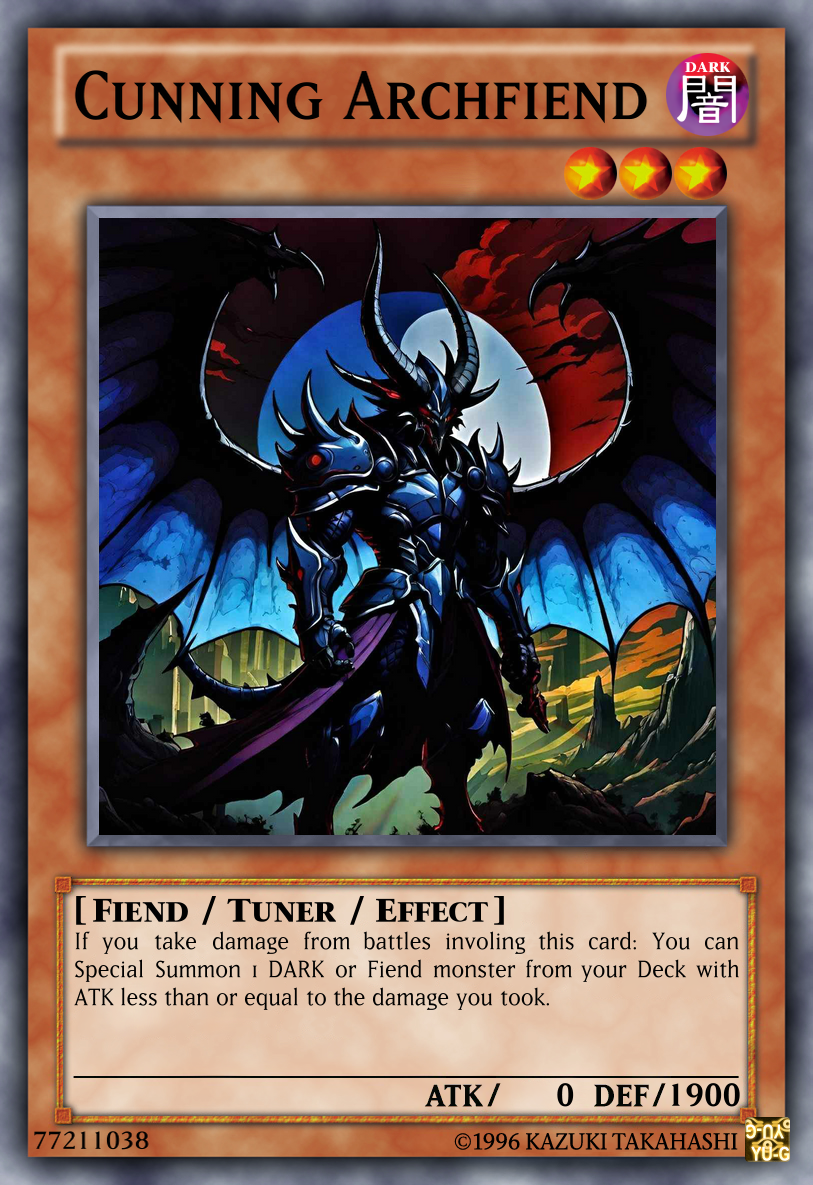 Cunning Archfiend
DARK
闇
[ Fiend / Tuner / Effect ]
If you take damage from battles involing this card: You can
Special Summon 1 DARK or Fiend monster from your Deck with
ATK less than or equal to the damage you took.
ATK/ 0 DEF/1900
77211038
©1996 KAZUKI TAKAHASHI